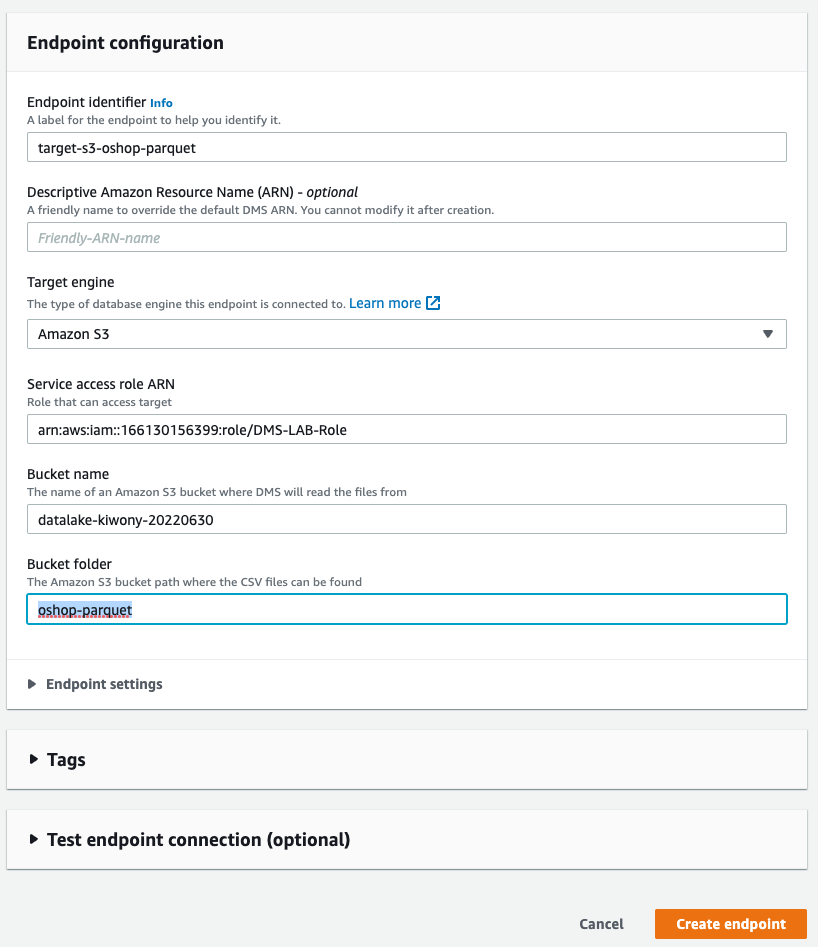 Endpoint configuration
Endpoint identifier Info
A label for the endpoint to help you identify it.
target-s3-oshop-parquet
Descriptive Amazon Resource Name (ARN) - optional
A friendly name to override the default DMS ARN. You cannot modify it after creation.
Friendly-ARN-name
Target engine
The type of database engine this endpoint is connected to. Learn more
Amazon S3
Service access role ARN
Role that can access target
arn:aws:iam::166130156399:role/DMS-LAB-Role
Bucket name
The name of an Amazon S3 bucket where DMS will read the files from
datalake-kiwony-20220630
Bucket folder
The Amazon S3 bucket path where the CSV files can be found
oshop-parquet
Endpoint settings
Tags
Test endpoint connection (optional)
Cancel Create endpoint